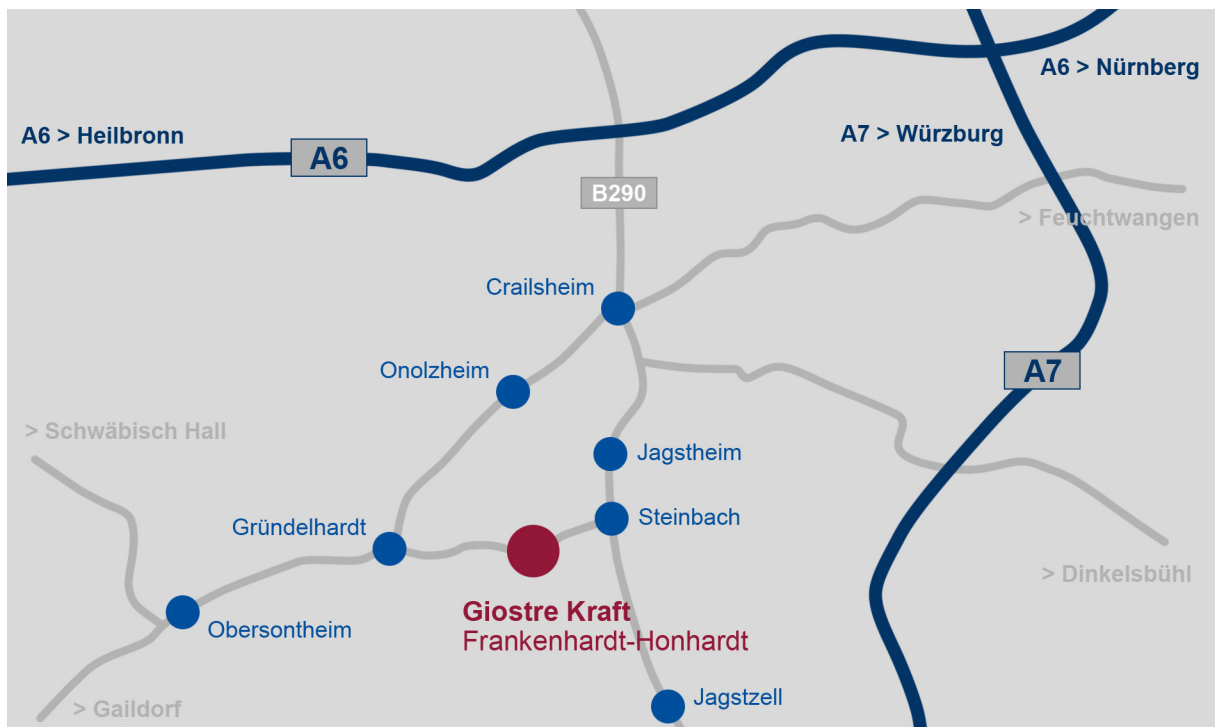 A6 > Nürnberg
A6 > Heilbronn
A7 > Würzburg
A6
B290
> Feuchtwangen
Crailsheim
Onolzheim
A7
> Schwäbisch Hall
Jagstheim
Steinbach
Gründelhardt
> Dinkelsbühl
Giostre Kraft
Frankenhardt-Honhardt
Obersontheim
Jagstzell
> Gaildorf